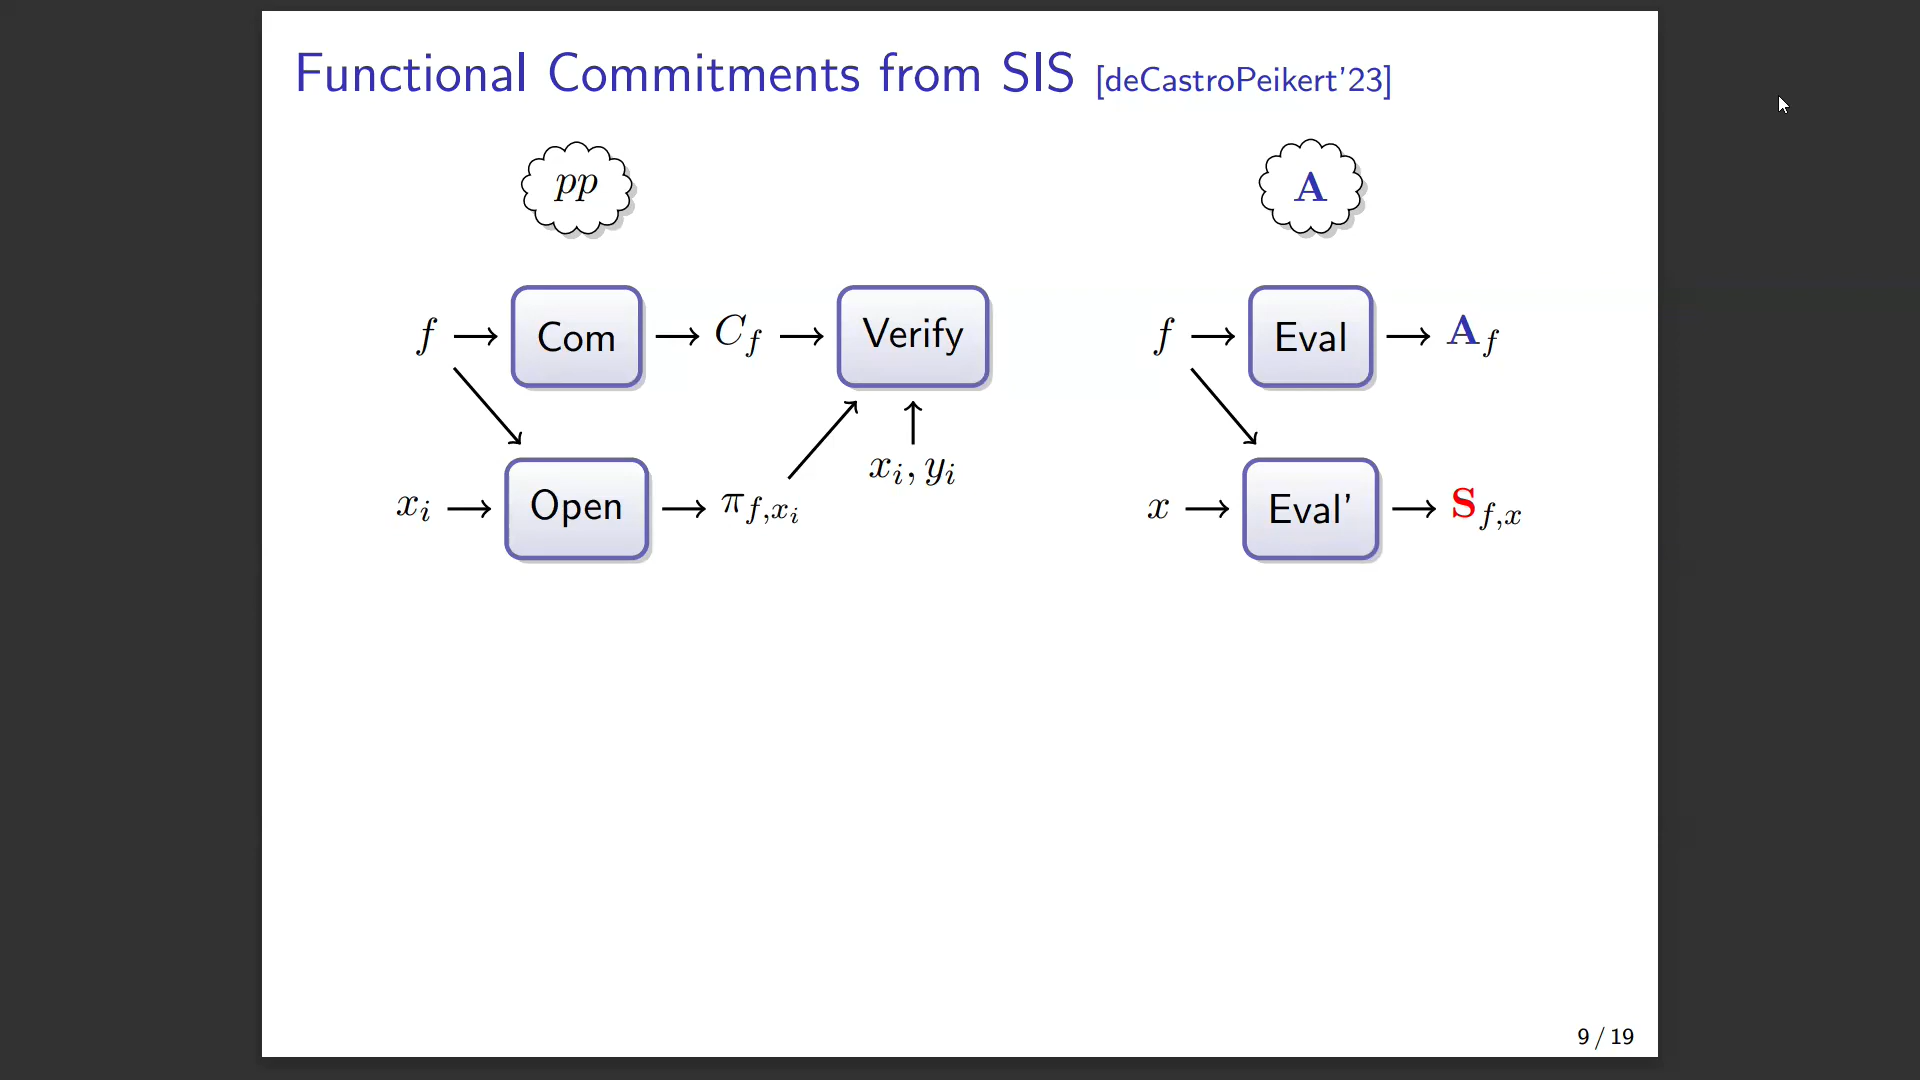 Functional Commitments from SIS [deCastroPeikert'23]
pp
A
f → Com → C_f → Verify
f → Eval → A_f
x_i, y_i
x_i → Open → π_{f,x_i}
x → Eval' → S_{f,x}
9 / 19